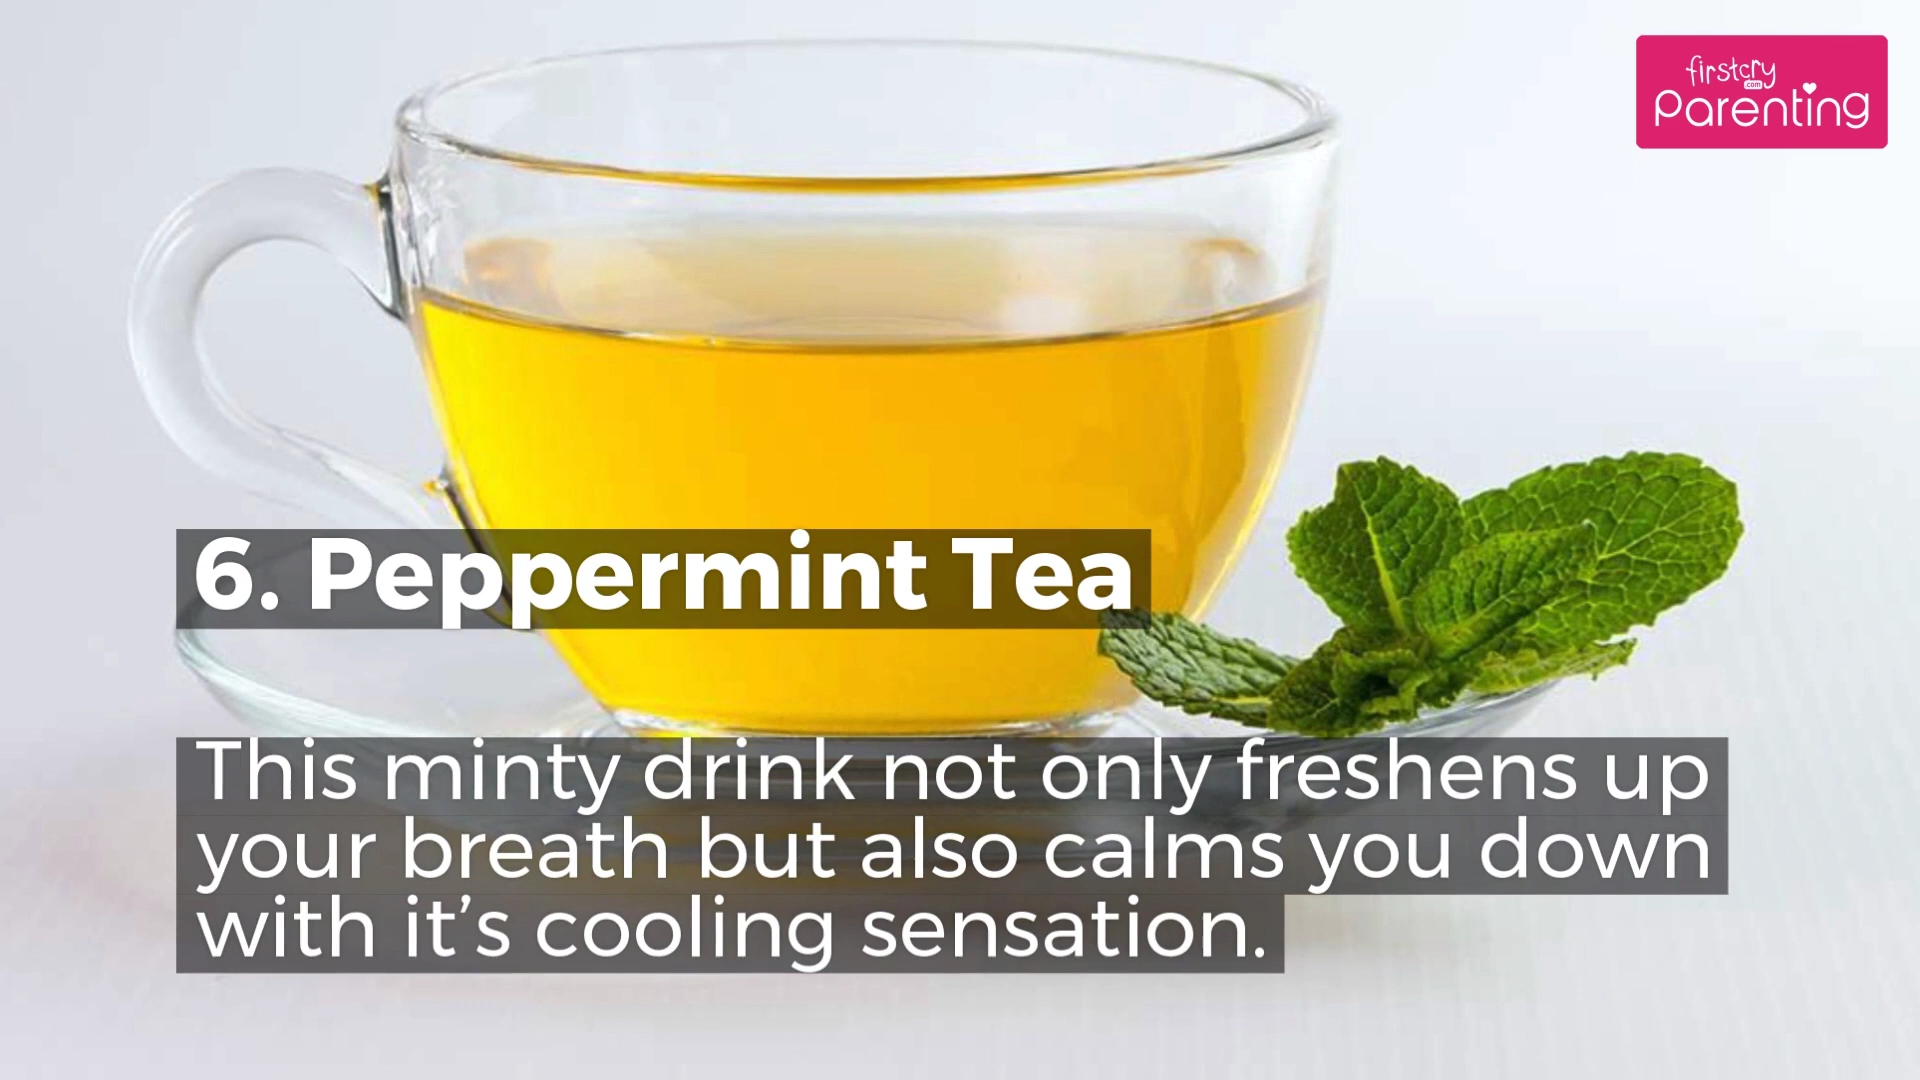 firstcry
.com
Parenting
6. Peppermint Tea
This minty drink not only freshens up
your breath but also calms you down
with it's cooling sensation.